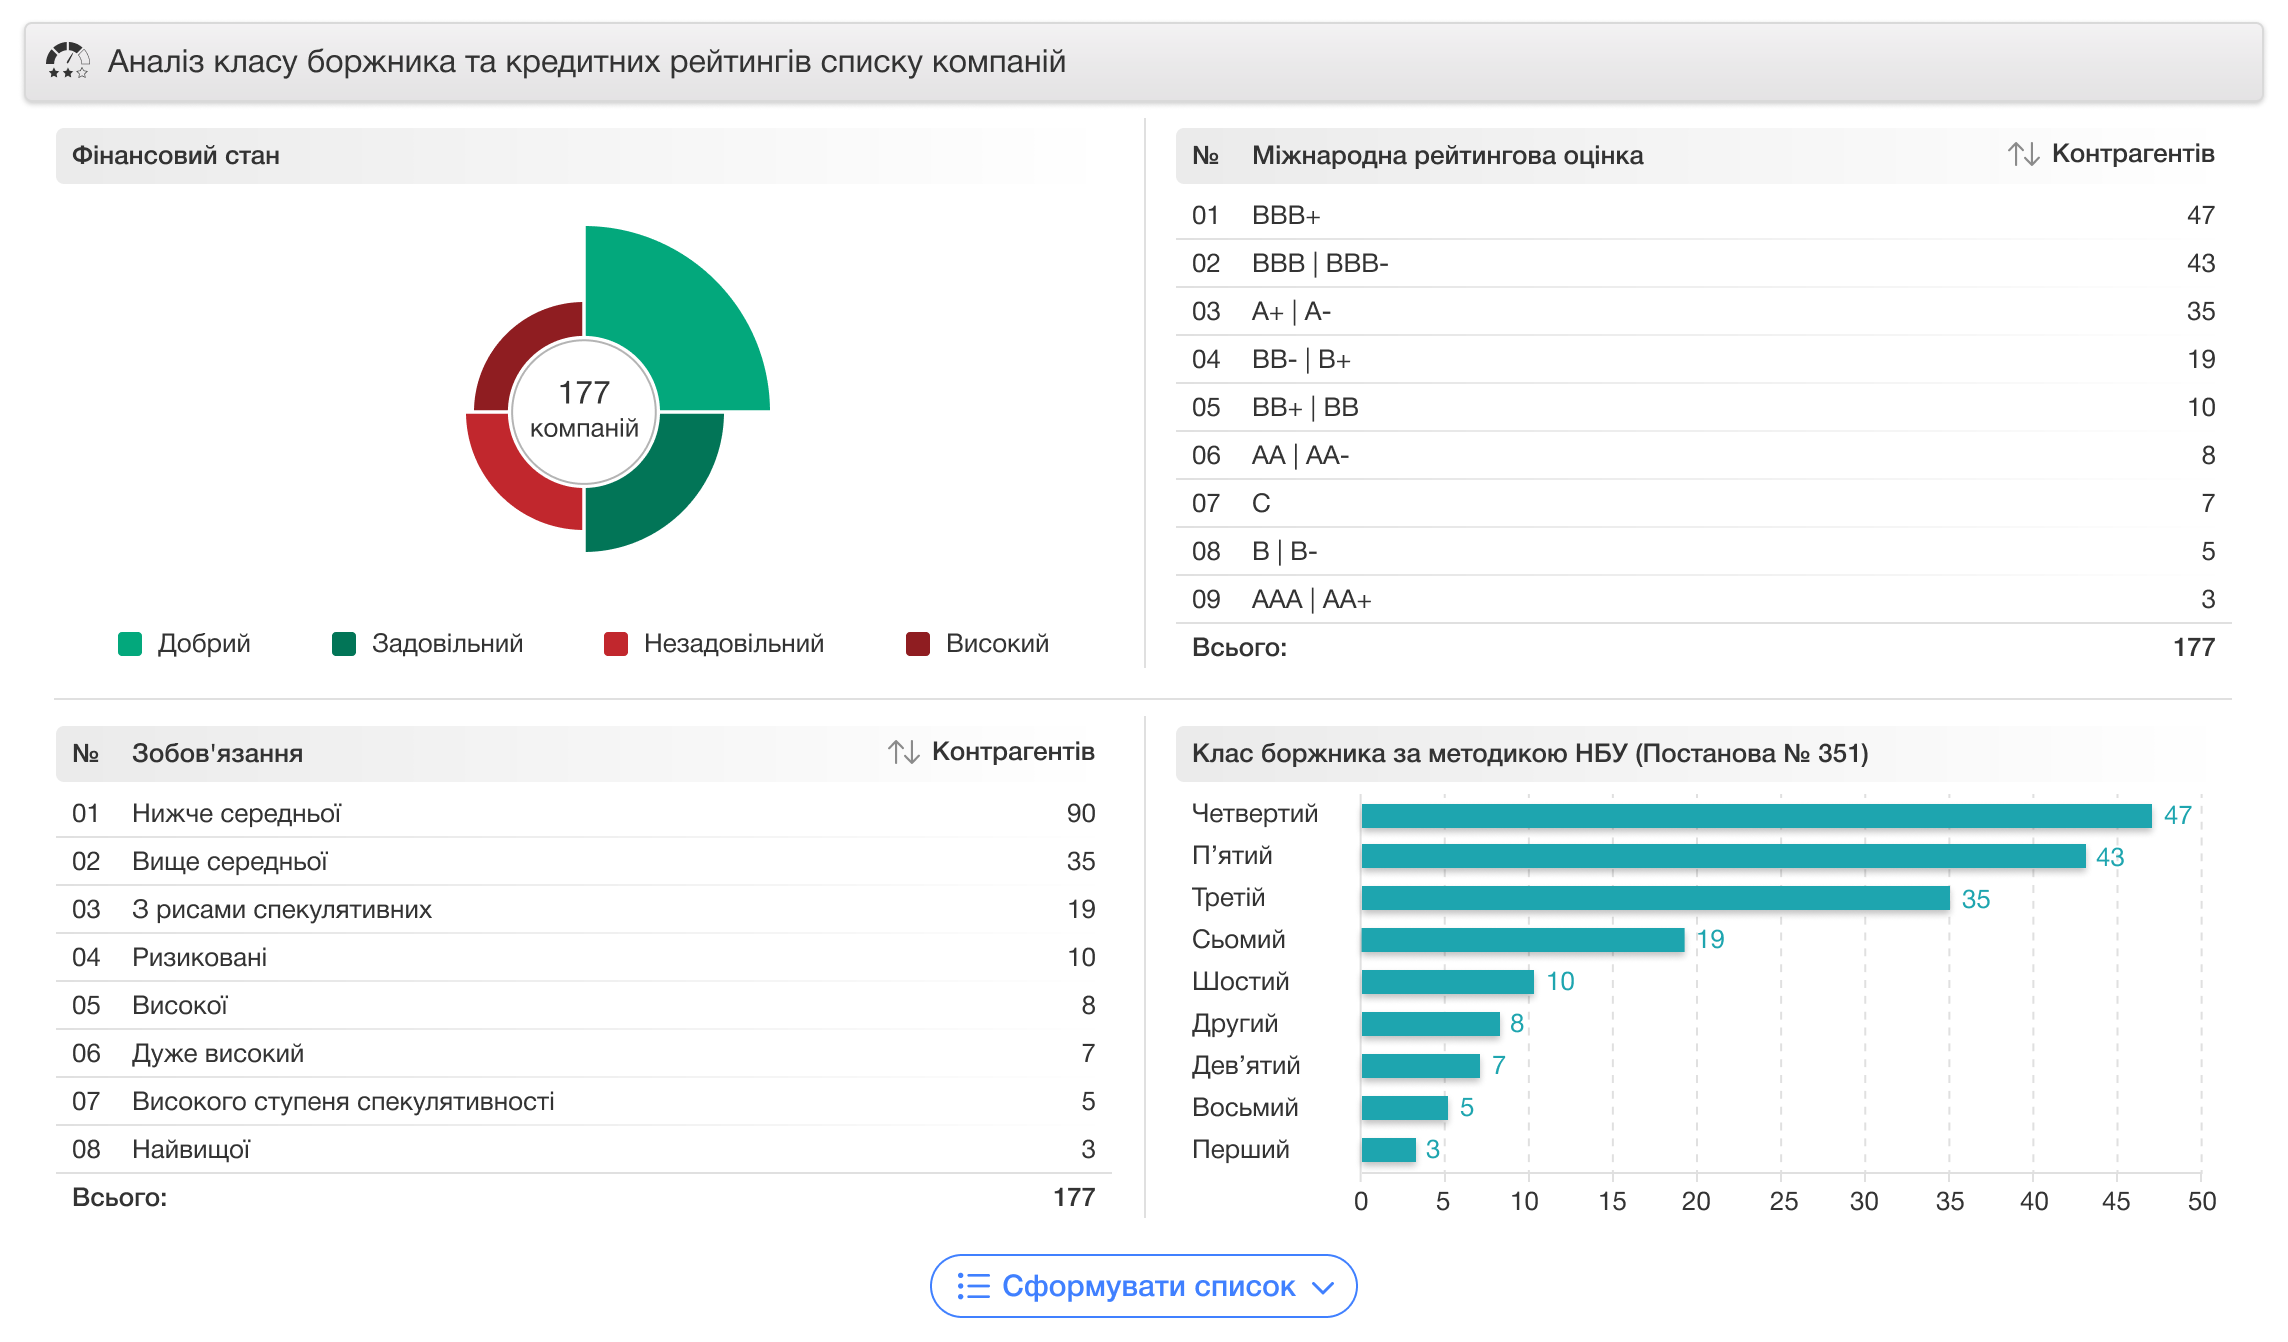 Аналіз класу боржника та кредитних рейтингів списку компаній
Фінансовий стан
177
компаній
Добрий Задовільний Незадовільний Високий
№ Міжнародна рейтингова оцінка Контрагентів
01 BBB+ 47
02 BBB | BBB- 43
03 A+ | A- 35
04 BB- | B+ 19
05 BB+ | BB 10
06 AA | AA- 8
07 C 7
08 B | B- 5
09 AAA | AA+ 3
Всього: 177
№ Зобов'язання Контрагентів
01 Нижче середньої 90
02 Вище середньої 35
03 З рисами спекулятивних 19
04 Ризиковані 10
05 Високої 8
06 Дуже високий 7
07 Високого ступеня спекулятивності 5
08 Найвищої 3
Всього: 177
Клас боржника за методикою НБУ (Постанова № 351)
Четвертий 47
П’ятий 43
Третій 35
Сьомий 19
Шостий 10
Другий 8
Дев’ятий 7
Восьмий 5
Перший 3
0 5 10 15 20 25 30 35 40 45 50
Сформувати список